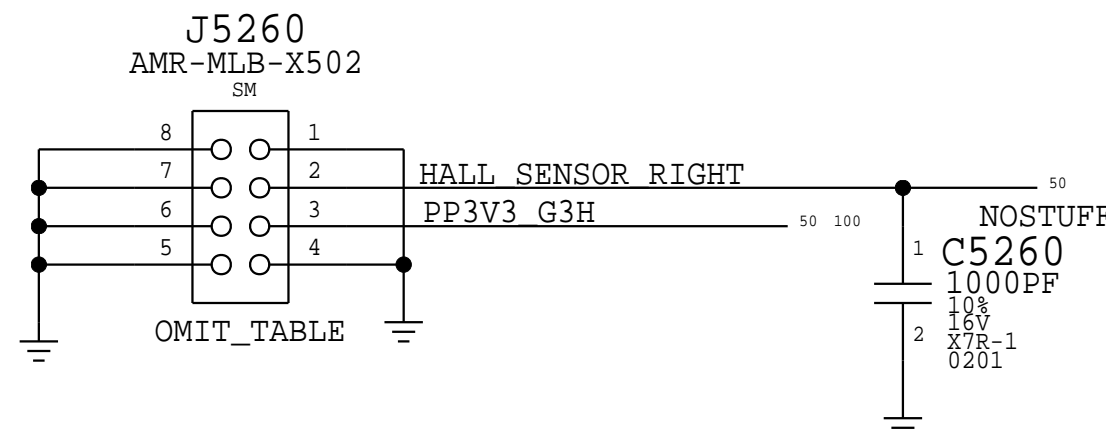 J5260
AMR-MLB-X502
SM
8 1
7 2 HALL_SENSOR_RIGHT 50
6 3 PP3V3_G3H 50 100
5 4
OMIT_TABLE
NOSTUFF
1 C5260
1000PF
10%
16V
2 X7R-1
0201